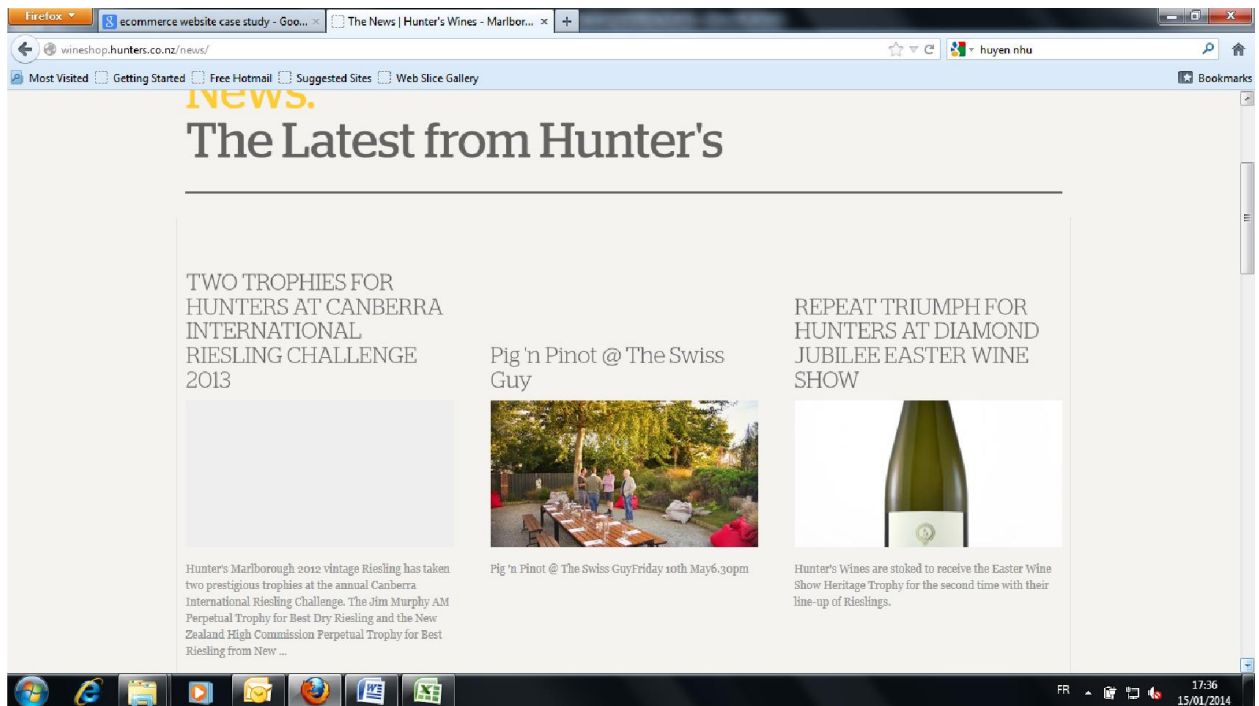 Firefox
ecommerce website case study - Goo...
The News | Hunter's Wines - Marlbor...
wineshop.hunters.co.nz/news/
huyen nhu
Most Visited
Getting Started
Free Hotmail
Suggested Sites
Web Slice Gallery
Bookmarks
News.
The Latest from Hunter's
TWO TROPHIES FOR
HUNTERS AT CANBERRA
INTERNATIONAL
RIESLING CHALLENGE
2013
Hunter's Marlborough 2012 vintage Riesling has taken
two prestigious trophies at the annual Canberra
International Riesling Challenge. The Jim Murphy AM
Perpetual Trophy for Best Dry Riesling and the New
Zealand High Commission Perpetual Trophy for Best
Riesling from New ...
Pig 'n Pinot @ The Swiss
Guy
Pig 'n Pinot @ The Swiss GuyFriday 10th May6.30pm
REPEAT TRIUMPH FOR
HUNTERS AT DIAMOND
JUBILEE EASTER WINE
SHOW
Hunter's Wines are stoked to receive the Easter Wine
Show Heritage Trophy for the second time with their
line-up of Rieslings.
FR
17:36
15/01/2014